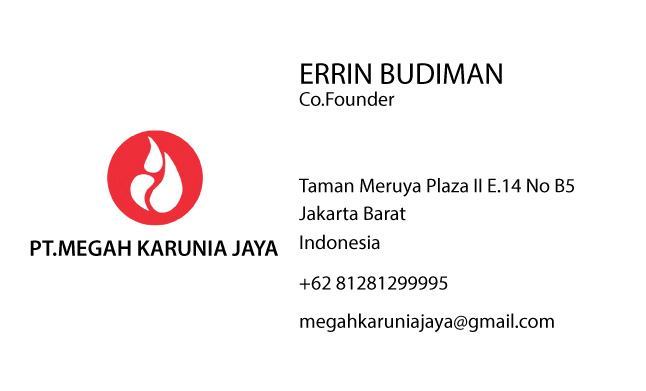 ERRIN BUDIMAN
Co.Founder
PT.MEGAH KARUNIA JAYA
Taman Meruya Plaza II E.14 No B5
Jakarta Barat
Indonesia
+62 81281299995
megahkaruniajaya@gmail.com